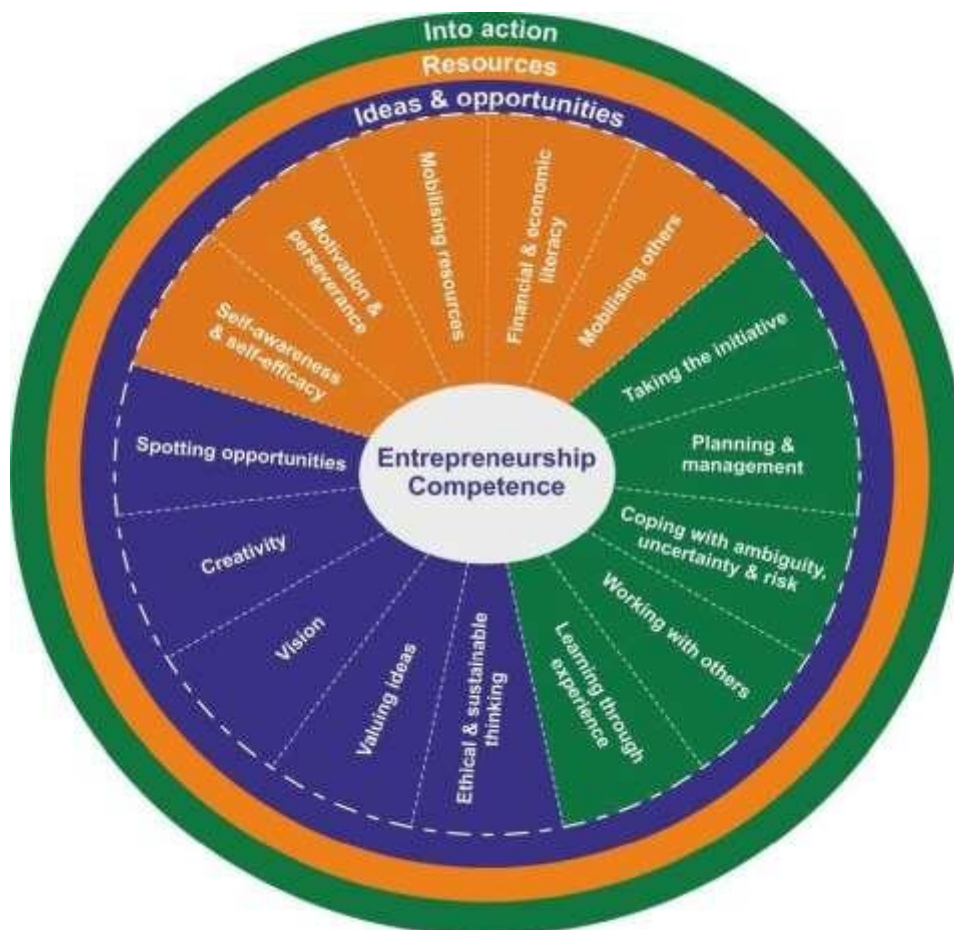 Into action
Resources
Ideas & opportunities
Self-awareness
& self-efficacy
Motivation &
perseverance
Mobilising resources
Financial & economic
literacy
Mobilising others
Taking the initiative
Planning &
management
Coping with ambiguity,
uncertainty & risk
Working with others
Learning through
experience
Ethical & sustainable
thinking
Valuing ideas
Vision
Creativity
Spotting opportunities
Entrepreneurship
Competence